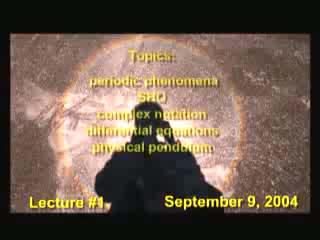 Topics:
periodic phenomena
SHO
complex notation
differential equations
physical pendulum
Lecture #1
September 9, 2004